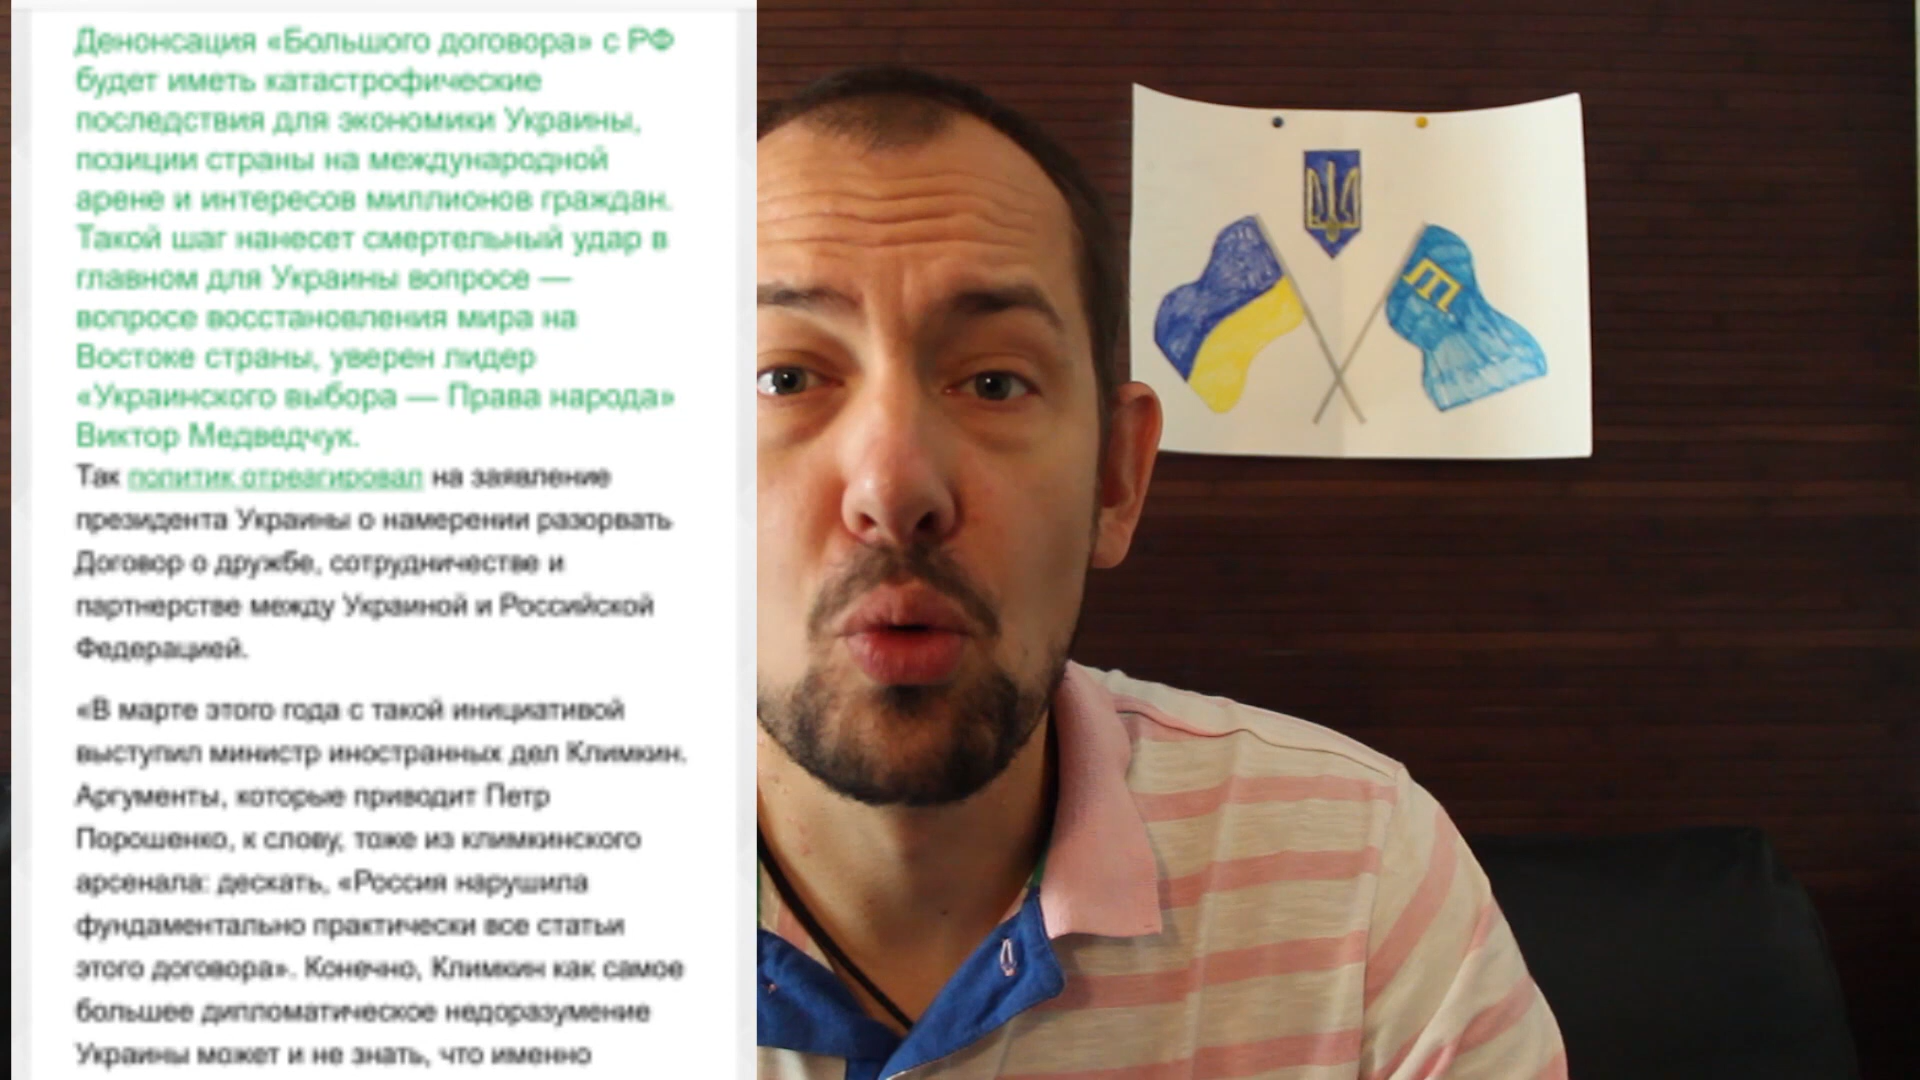 Денонсация «Большого договора» с РФ
будет иметь катастрофические
последствия для экономики Украины,
позиции страны на международной
арене и интересов миллионов граждан.
Такой шаг нанесет смертельный удар в
главном для Украины вопросе —
вопросе восстановления мира на
Востоке страны, уверен лидер
«Украинского выбора — Права народа»
Виктор Медведчук.
Так политик отреагировал на заявление
президента Украины о намерении разорвать
Договор о дружбе, сотрудничестве и
партнерстве между Украиной и Российской
Федерацией.
«В марте этого года с такой инициативой
выступил министр иностранных дел Климкин.
Аргументы, которые приводит Петр
Порошенко, к слову, тоже из климкинского
арсенала: дескать, «Россия нарушила
фундаментально практически все статьи
этого договора». Конечно, Климкин как самое
большее дипломатическое недоразумение
Украины может и не знать, что именно